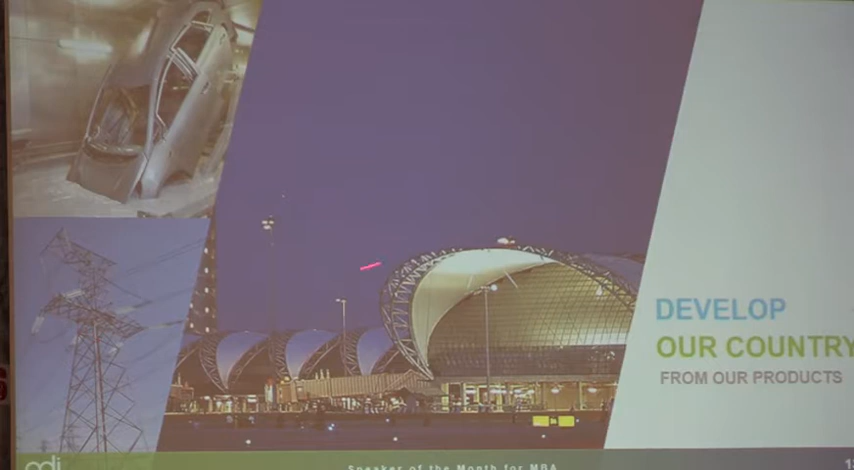 DEVELOP
OUR COUNTRY
FROM OUR PRODUCTS
Speaker of the Month for MBA